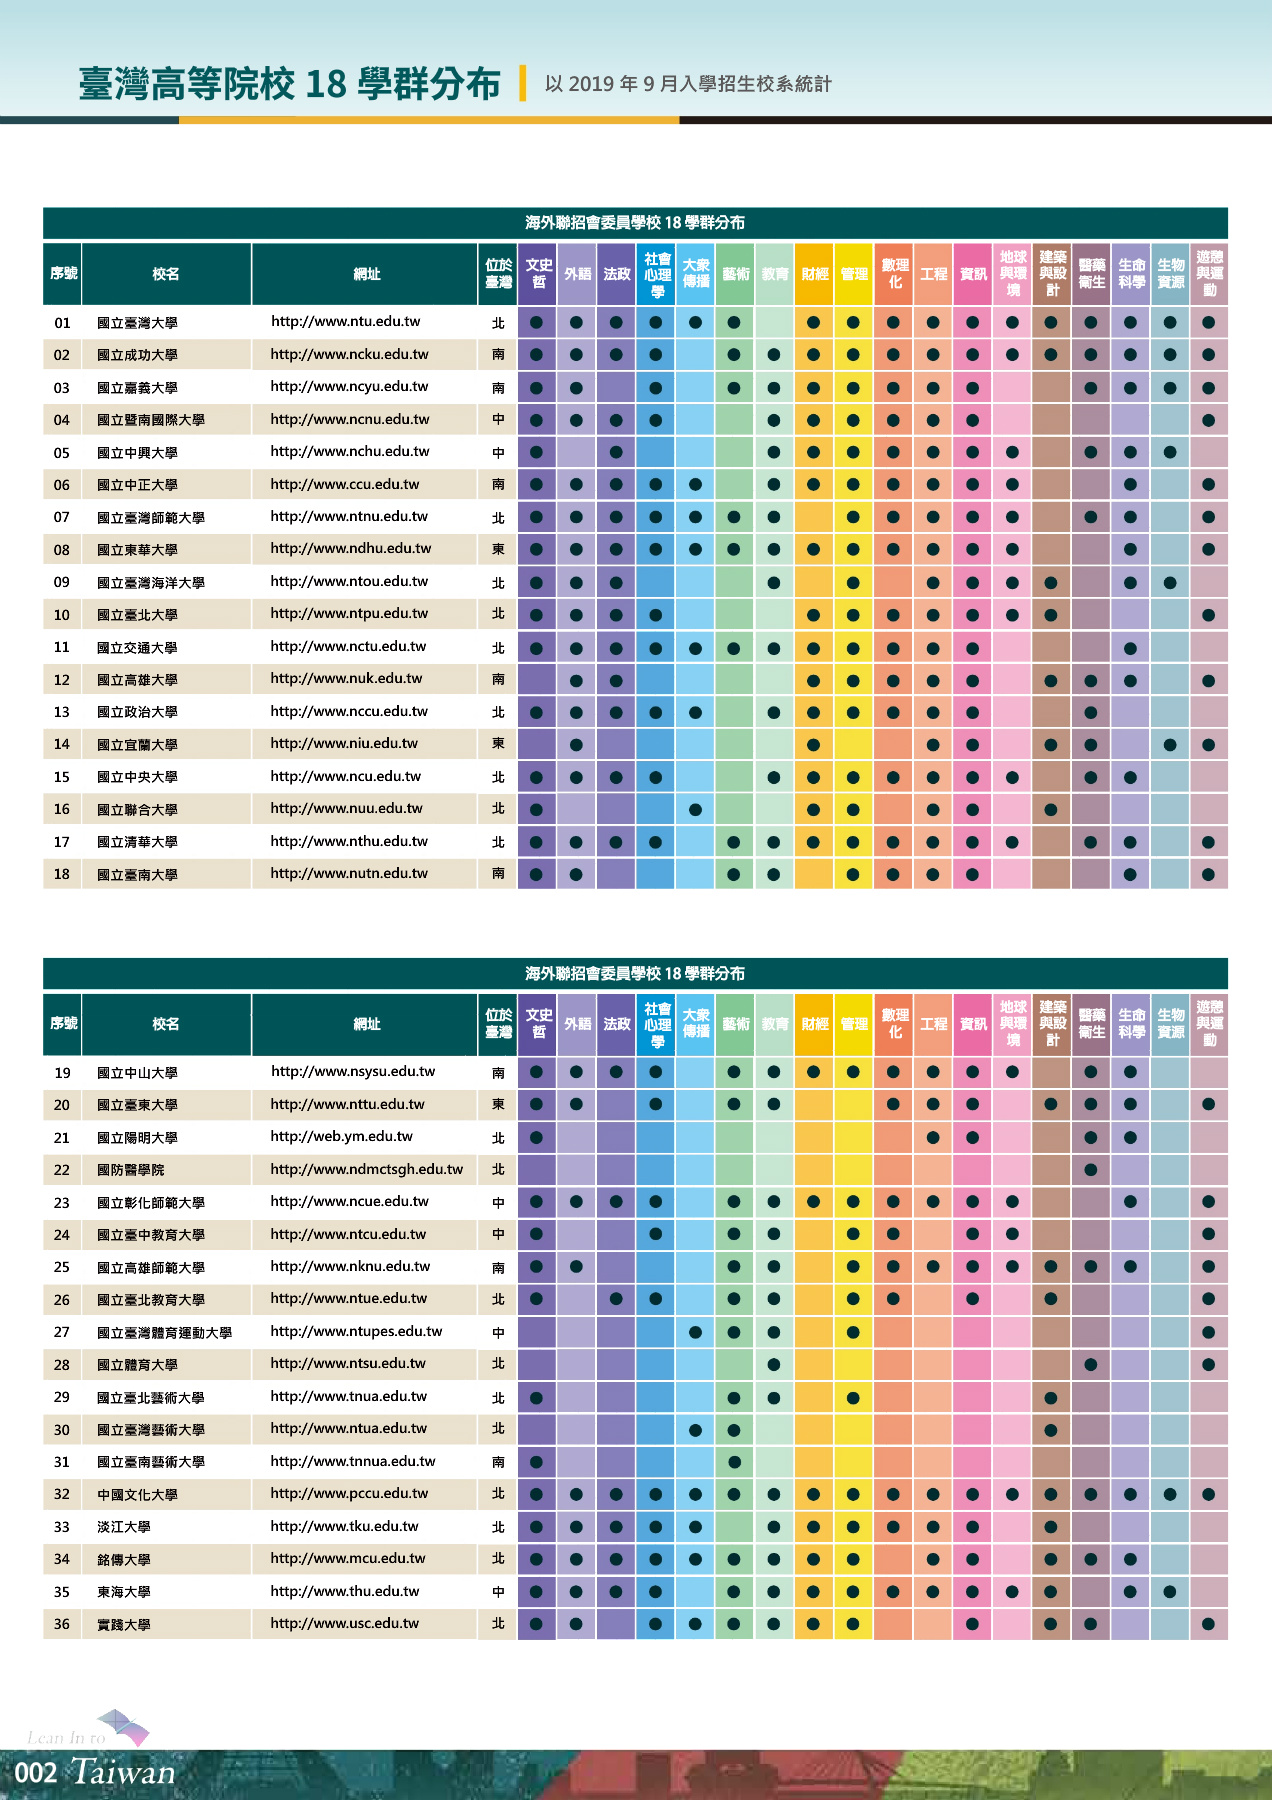 臺灣高等院校 18 學群分布 以 2019 年 9 月入學招生校系統計
海外聯招會委員學校 18 學群分布
序號 校名 網址 位於臺灣 文史哲 外語 法政 社會心理學 大衆傳播 藝術 教育 財經 管理 數理化 工程 資訊 地球與環境 建築與設計 醫藥衛生 生命科學 生物資源 遊憩與運動
01 國立臺灣大學 http://www.ntu.edu.tw 北 ● ● ● ● ● ● ● ● ● ● ● ● ● ● ● ● ●
02 國立成功大學 http://www.ncku.edu.tw 南 ● ● ● ● ● ● ● ● ● ● ● ● ● ● ● ● ●
03 國立嘉義大學 http://www.ncyu.edu.tw 南 ● ● ● ● ● ● ● ● ● ● ● ● ● ●
04 國立暨南國際大學 http://www.ncnu.edu.tw 中 ● ● ● ● ● ● ● ● ● ● ●
05 國立中興大學 http://www.nchu.edu.tw 中 ● ● ● ● ● ● ● ● ● ● ● ●
06 國立中正大學 http://www.ccu.edu.tw 南 ● ● ● ● ● ● ● ● ● ● ● ● ● ●
07 國立臺灣師範大學 http://www.ntnu.edu.tw 北 ● ● ● ● ● ● ● ● ● ● ● ● ● ● ●
08 國立東華大學 http://www.ndhu.edu.tw 東 ● ● ● ● ● ● ● ● ● ● ● ● ● ● ●
09 國立臺灣海洋大學 http://www.ntou.edu.tw 北 ● ● ● ● ● ● ● ● ● ● ●
10 國立臺北大學 http://www.ntpu.edu.tw 北 ● ● ● ● ● ● ● ● ● ● ● ●
11 國立交通大學 http://www.nctu.edu.tw 北 ● ● ● ● ● ● ● ● ● ● ● ● ●
12 國立高雄大學 http://www.nuk.edu.tw 南 ● ● ● ● ● ● ● ● ● ● ●
13 國立政治大學 http://www.nccu.edu.tw 北 ● ● ● ● ● ● ● ● ● ● ● ●
14 國立宜蘭大學 http://www.niu.edu.tw 東 ● ● ● ● ● ● ● ●
15 國立中央大學 http://www.ncu.edu.tw 北 ● ● ● ● ● ● ● ● ● ● ● ● ●
16 國立聯合大學 http://www.nuu.edu.tw 北 ● ● ● ● ● ● ●
17 國立清華大學 http://www.nthu.edu.tw 北 ● ● ● ● ● ● ● ● ● ● ● ● ● ● ●
18 國立臺南大學 http://www.nutn.edu.tw 南 ● ● ● ● ● ● ● ● ● ●
海外聯招會委員學校 18 學群分布
序號 校名 網址 位於臺灣 文史哲 外語 法政 社會心理學 大衆傳播 藝術 教育 財經 管理 數理化 工程 資訊 地球與環境 建築與設計 醫藥衛生 生命科學 生物資源 遊憩與運動
19 國立中山大學 http://www.nsysu.edu.tw 南 ● ● ● ● ● ● ● ● ● ● ● ● ● ●
20 國立臺東大學 http://www.nttu.edu.tw 東 ● ● ● ● ● ● ● ● ● ● ● ●
21 國立陽明大學 http://web.ym.edu.tw 北 ● ● ● ● ●
22 國防醫學院 http://www.ndmctsgh.edu.tw 北 ●
23 國立彰化師範大學 http://www.ncue.edu.tw 中 ● ● ● ● ● ● ● ● ● ● ● ● ● ●
24 國立臺中教育大學 http://www.ntcu.edu.tw 中 ● ● ● ● ● ● ● ● ●
25 國立高雄師範大學 http://www.nknu.edu.tw 南 ● ● ● ● ● ● ● ● ● ● ● ● ●
26 國立臺北教育大學 http://www.ntue.edu.tw 北 ● ● ● ● ● ● ● ● ● ●
27 國立臺灣體育運動大學 http://www.ntupes.edu.tw 中 ● ● ● ● ●
28 國立體育大學 http://www.ntsu.edu.tw 北 ● ● ●
29 國立臺北藝術大學 http://www.tnua.edu.tw 北 ● ● ● ● ●
30 國立臺灣藝術大學 http://www.ntua.edu.tw 北 ● ● ●
31 國立臺南藝術大學 http://www.tnnua.edu.tw 南 ● ●
32 中國文化大學 http://www.pccu.edu.tw 北 ● ● ● ● ● ● ● ● ● ● ● ● ● ● ● ● ● ●
33 淡江大學 http://www.tku.edu.tw 北 ● ● ● ● ● ● ● ● ● ● ● ●
34 銘傳大學 http://www.mcu.edu.tw 北 ● ● ● ● ● ● ● ● ● ● ● ● ● ●
35 東海大學 http://www.thu.edu.tw 中 ● ● ● ● ● ● ● ● ● ● ● ● ● ● ●
36 實踐大學 http://www.usc.edu.tw 北 ● ● ● ● ● ● ● ● ● ● ● ●
Lean In to
002 Taiwan